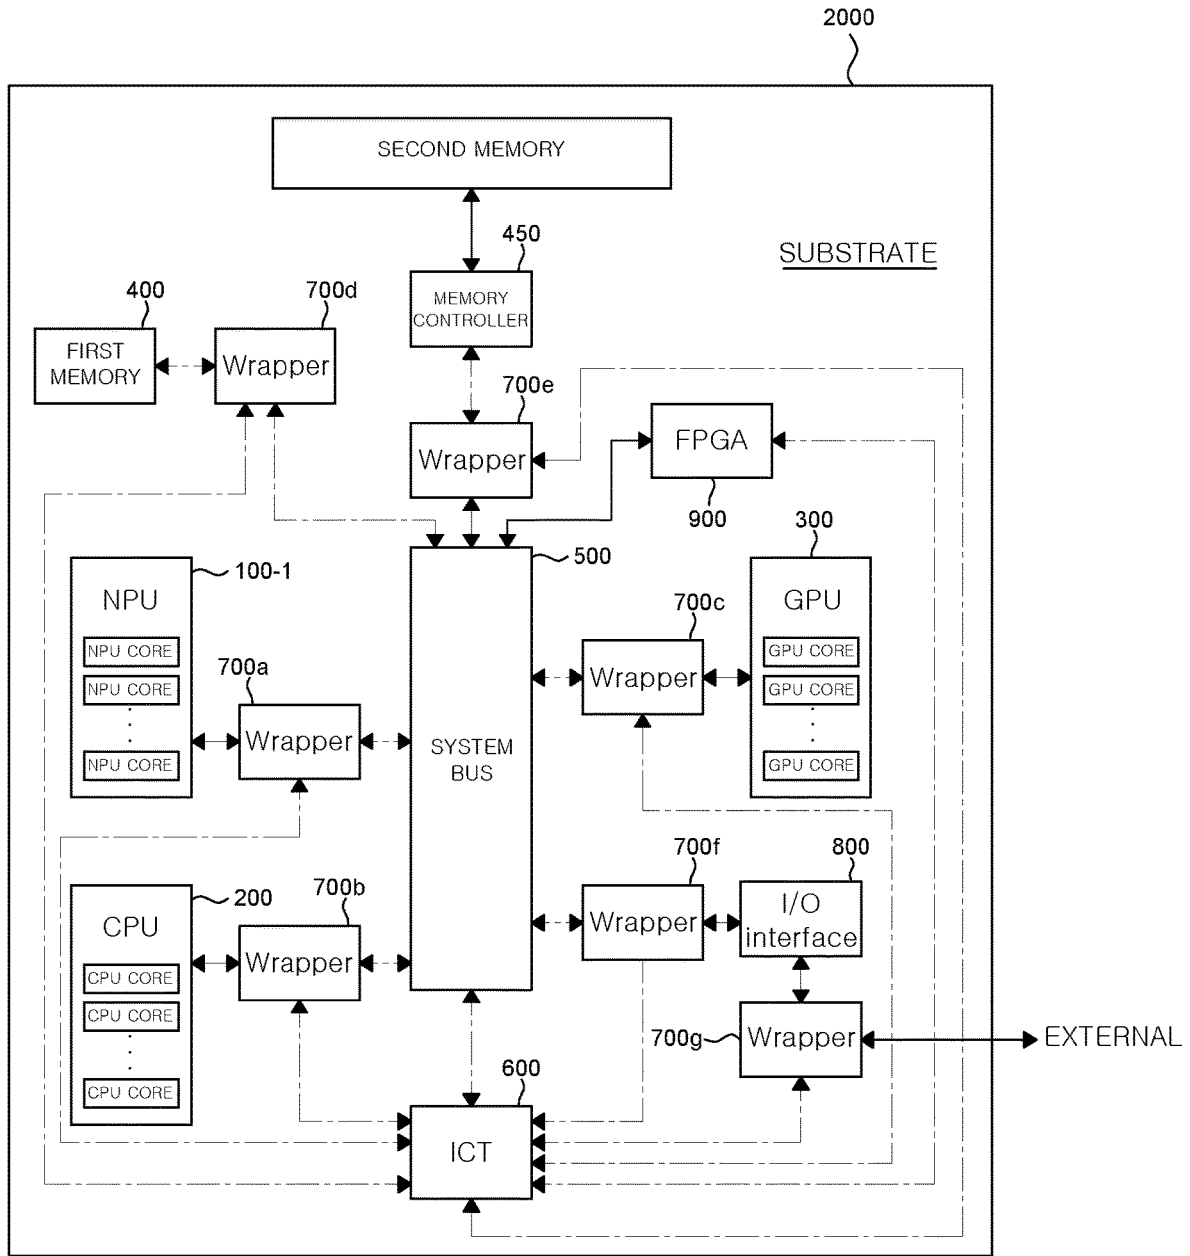 2000
SECOND MEMORY
450
SUBSTRATE
MEMORY
CONTROLLER
400
700d
FIRST
MEMORY
Wrapper
700e
Wrapper
FPGA
900
300
500
100-1
NPU
NPU CORE
NPU CORE
NPU CORE
700a
Wrapper
SYSTEM
BUS
700c
Wrapper
GPU
GPU CORE
GPU CORE
GPU CORE
200
CPU
CPU CORE
CPU CORE
CPU CORE
700b
Wrapper
700f
Wrapper
800
I/O
interface
700g
Wrapper
EXTERNAL
600
ICT